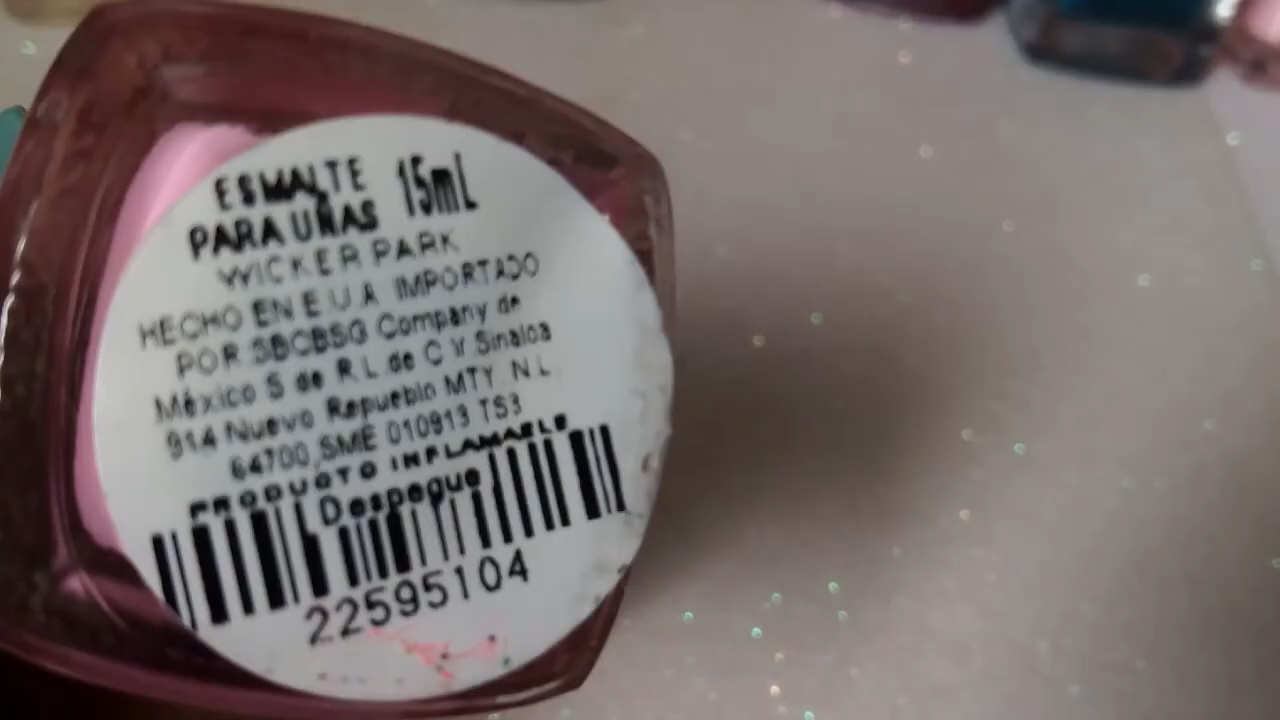 ESMALTE
PARA UÑAS 15mL
WICKER PARK
HECHO EN E.U.A IMPORTADO
POR SBCBSG Company de
México S de R.L. de C.V. Sinaloa
914 Nuevo Repueblo MTY. N.L.
64700, SME 010913 TS3
PRODUCTO INFLAMABLE
Despegue
22595104